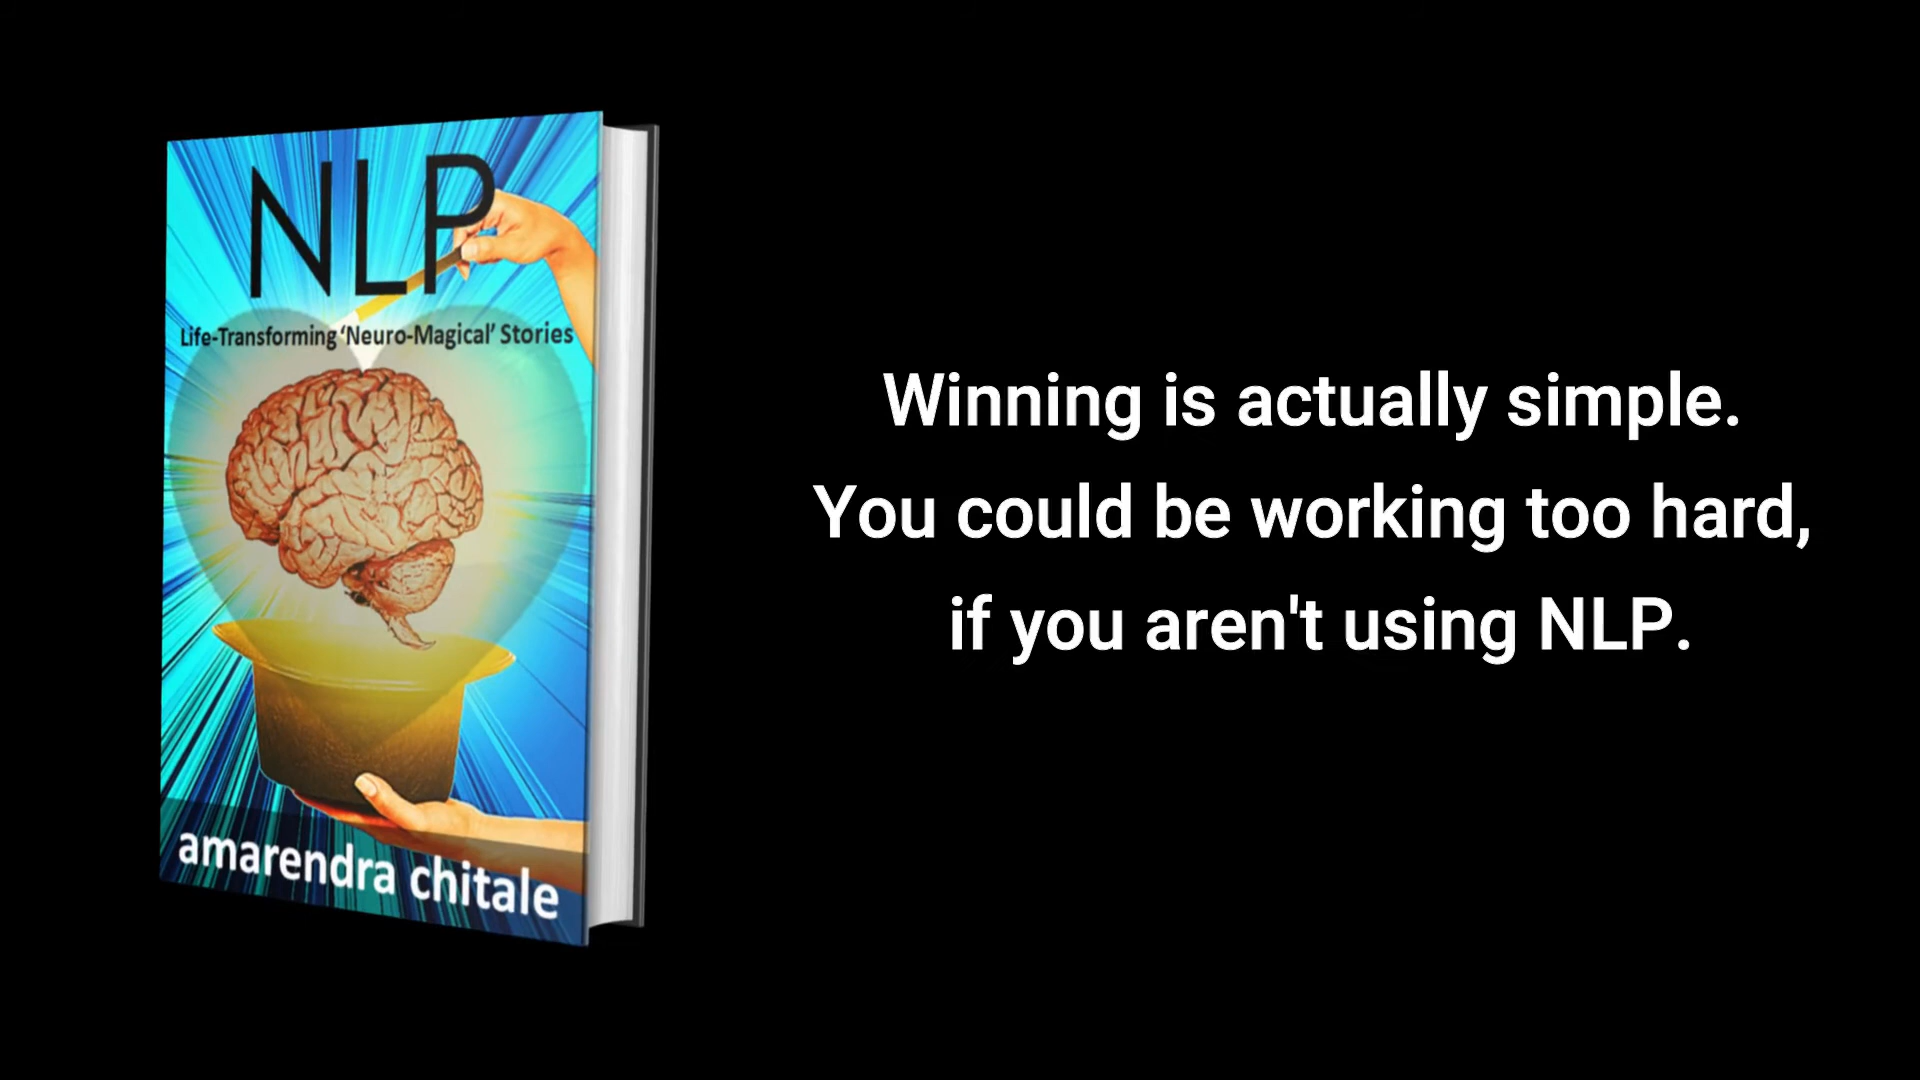 NLP
Life-Transforming 'Neuro-Magical' Stories
amarendra chitale
Winning is actually simple.
You could be working too hard,
if you aren't using NLP.